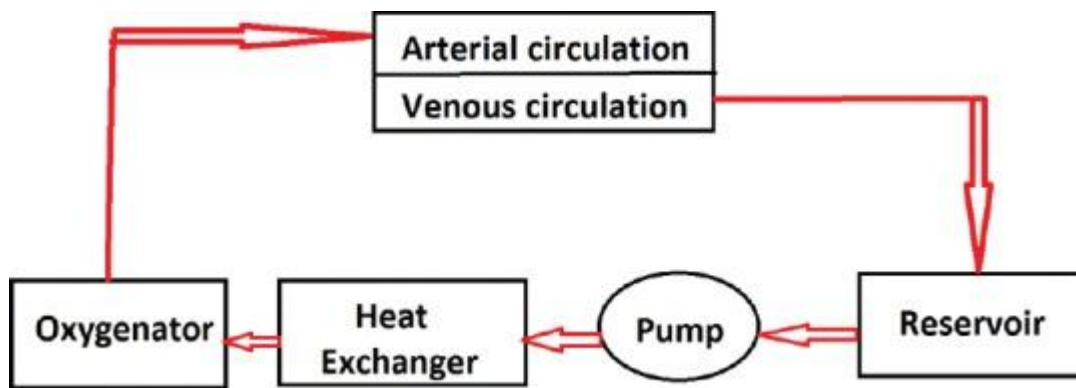 Arterial circulation
Venous circulation
Oxygenator
Heat
Exchanger
Pump
Reservoir